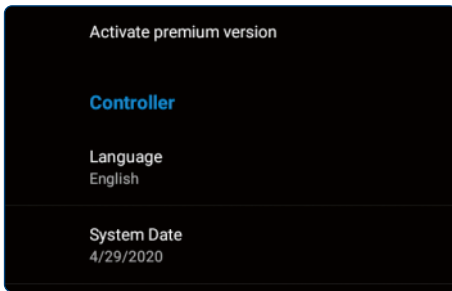 Activate premium version
Controller
Language
English
System Date
4/29/2020